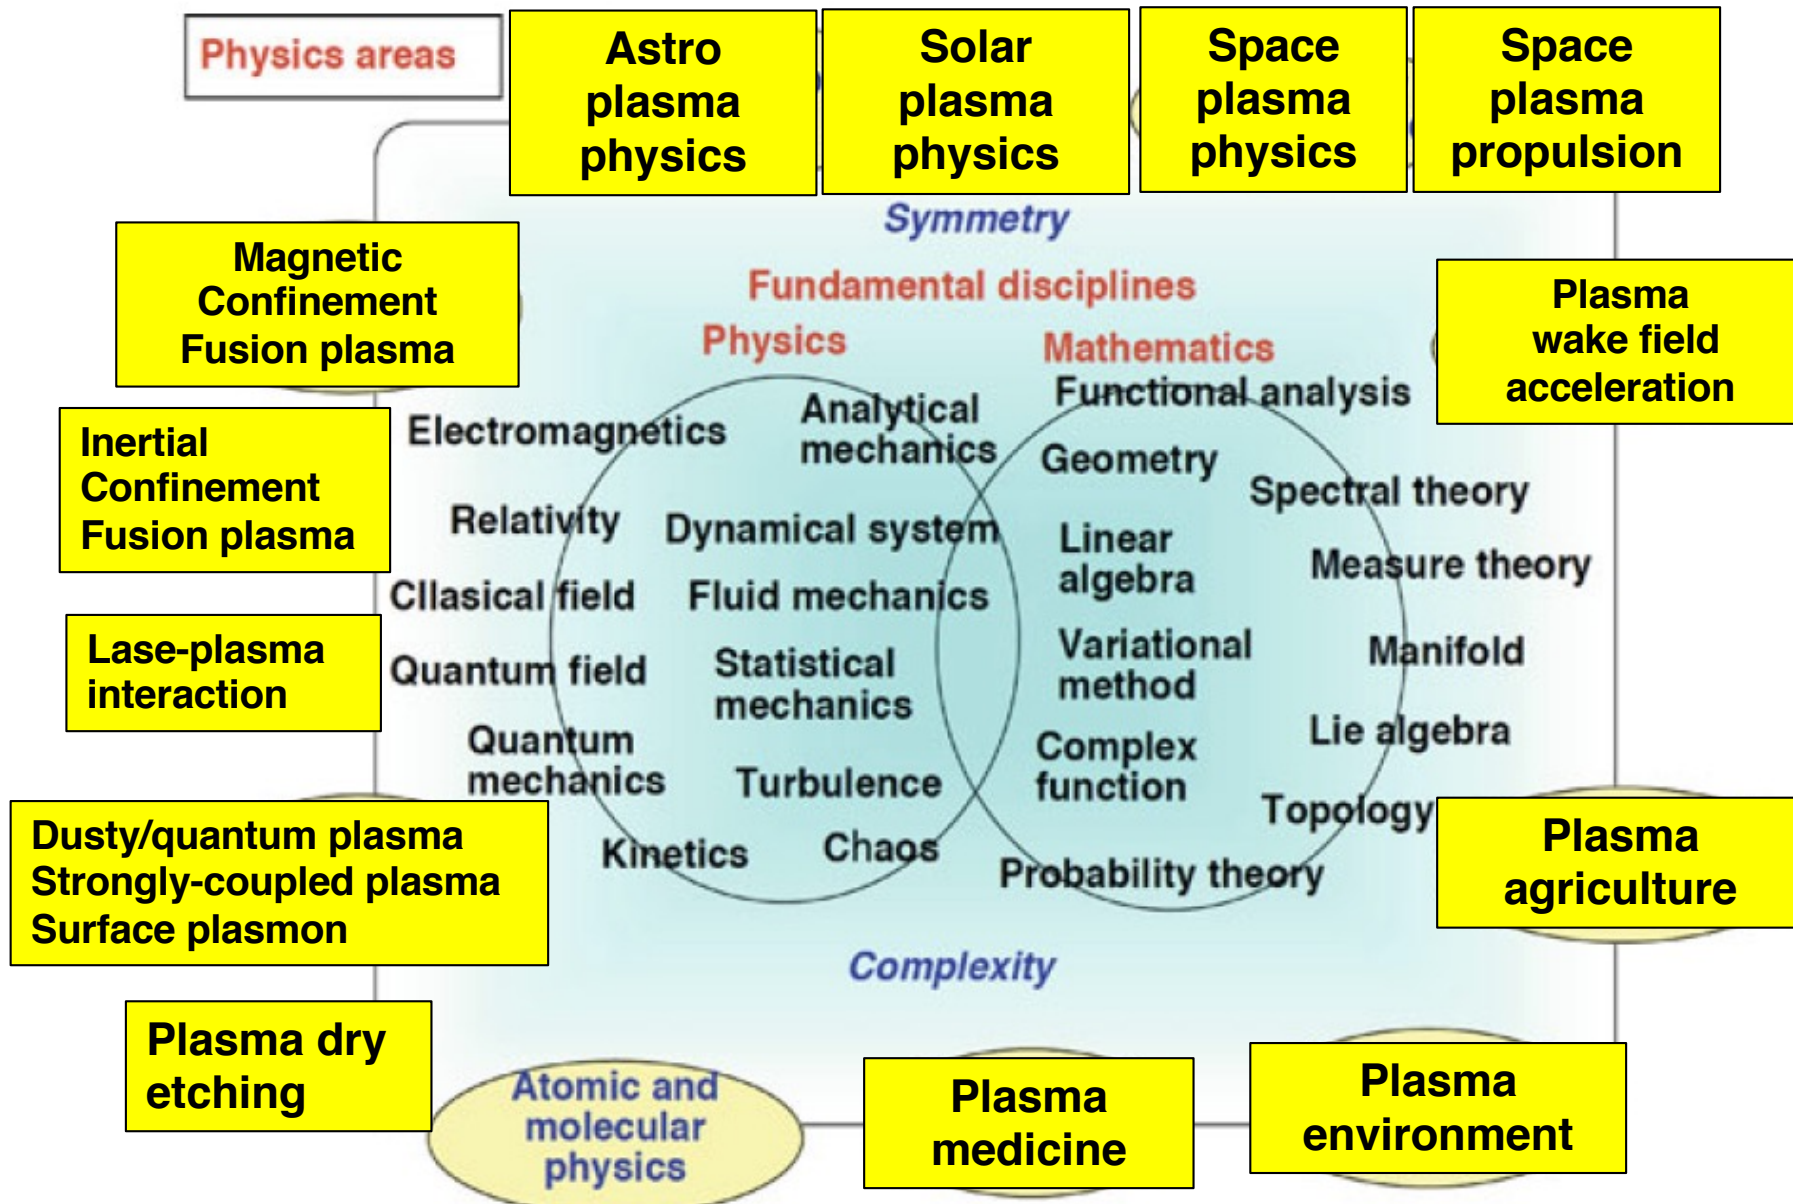 Physics areas
Astro
plasma
physics
Solar
plasma
physics
Space
plasma
physics
Space
plasma
propulsion
Symmetry
Magnetic
Confinement
Fusion plasma
Fundamental disciplines
Physics
Mathematics
Plasma
wake field
acceleration
Inertial
Confinement
Fusion plasma
Electromagnetics
Analytical
mechanics
Relativity
Dynamical system
Cllasical field
Fluid mechanics
Quantum field
Statistical
mechanics
Quantum
mechanics
Turbulence
Kinetics
Chaos
Functional analysis
Geometry
Spectral theory
Linear
algebra
Measure theory
Variational
method
Manifold
Complex
function
Lie algebra
Topology
Probability theory
Lase-plasma
interaction
Dusty/quantum plasma
Strongly-coupled plasma
Surface plasmon
Plasma
agriculture
Complexity
Plasma dry
etching
Atomic and
molecular
physics
Plasma
medicine
Plasma
environment